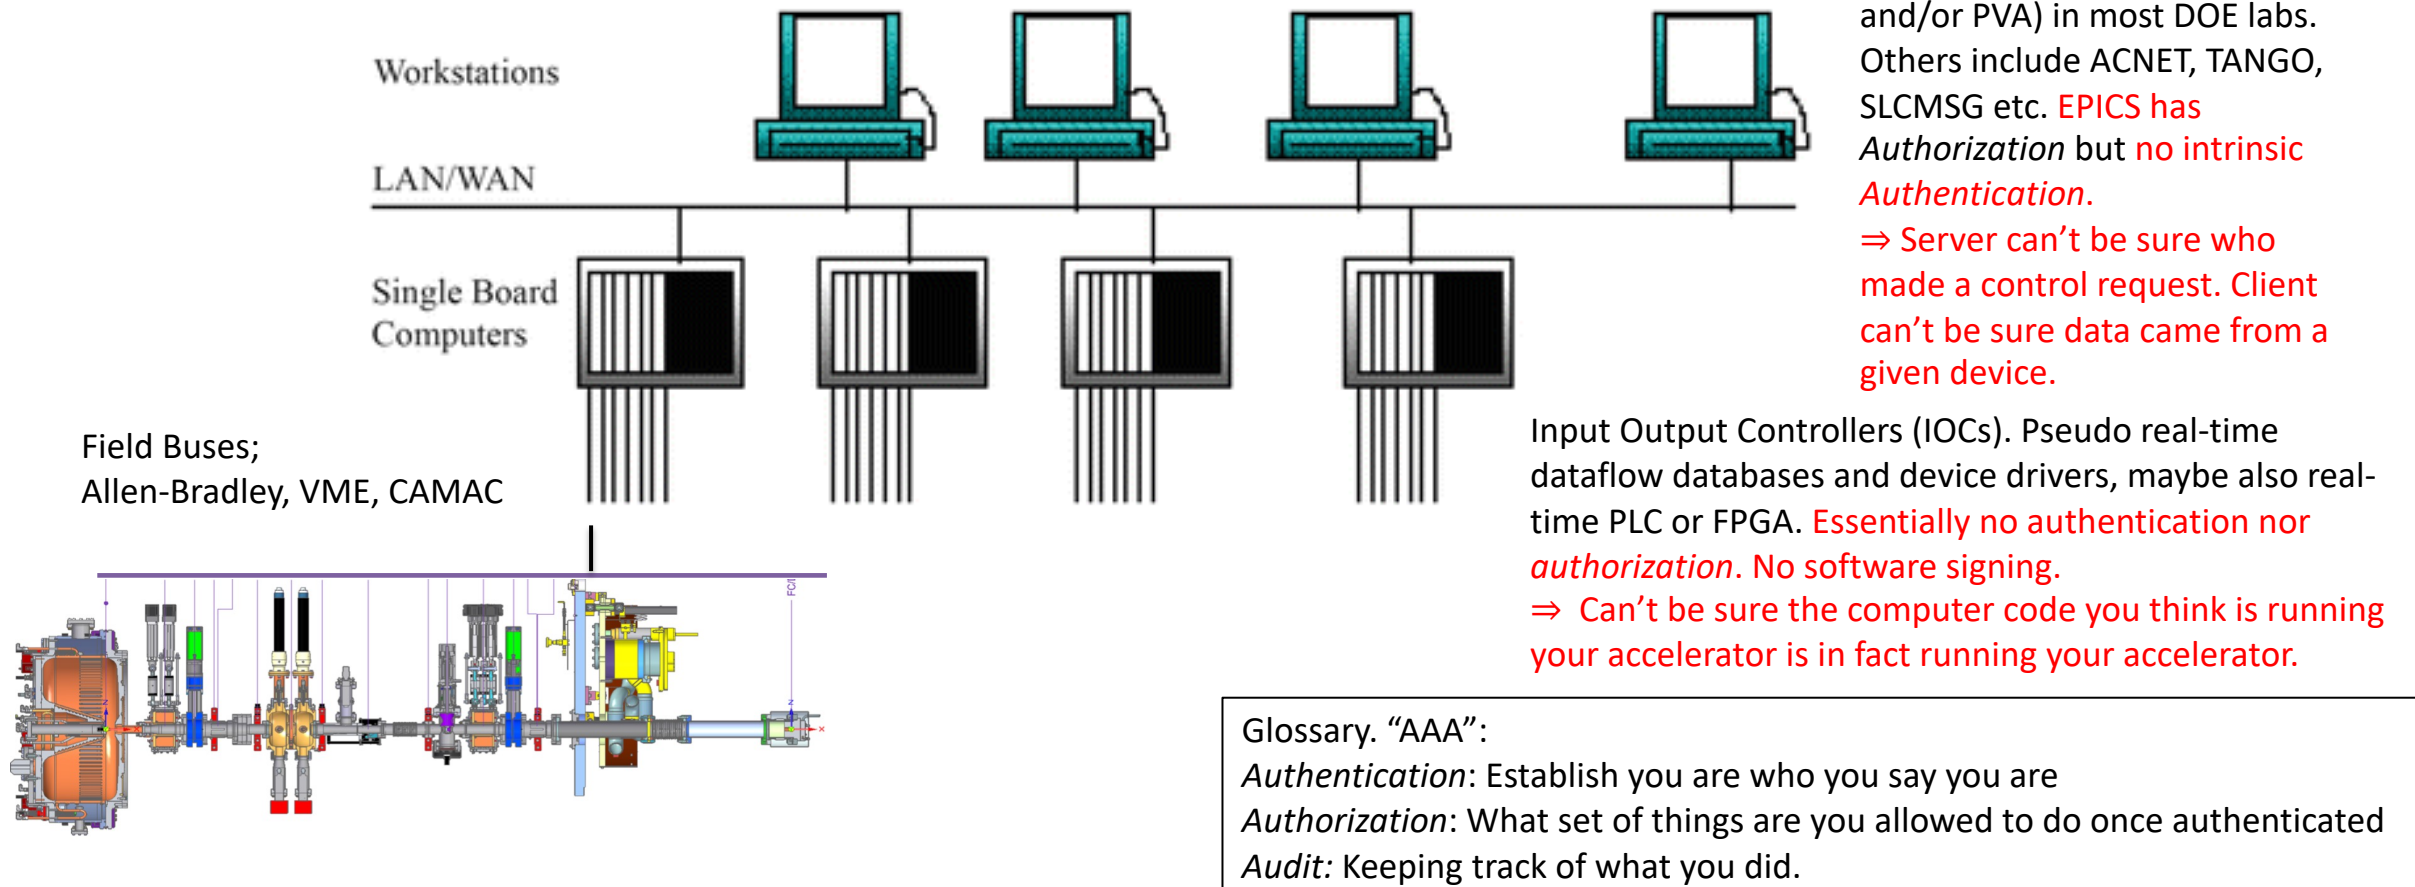 and/or PVA) in most DOE labs.
Others include ACNET, TANGO,
SLCMSG etc. EPICS has
Authorization but no intrinsic
Authentication.
⇒ Server can’t be sure who
made a control request. Client
can’t be sure data came from a
given device.
Workstations
LAN/WAN
Single Board
Computers
Field Buses;
Allen-Bradley, VME, CAMAC
Input Output Controllers (IOCs). Pseudo real-time
dataflow databases and device drivers, maybe also real-
time PLC or FPGA. Essentially no authentication nor
authorization. No software signing.
⇒ Can’t be sure the computer code you think is running
your accelerator is in fact running your accelerator.
Z
Z
X
Glossary. “AAA”:
Authentication: Establish you are who you say you are
Authorization: What set of things are you allowed to do once authenticated
Audit: Keeping track of what you did.